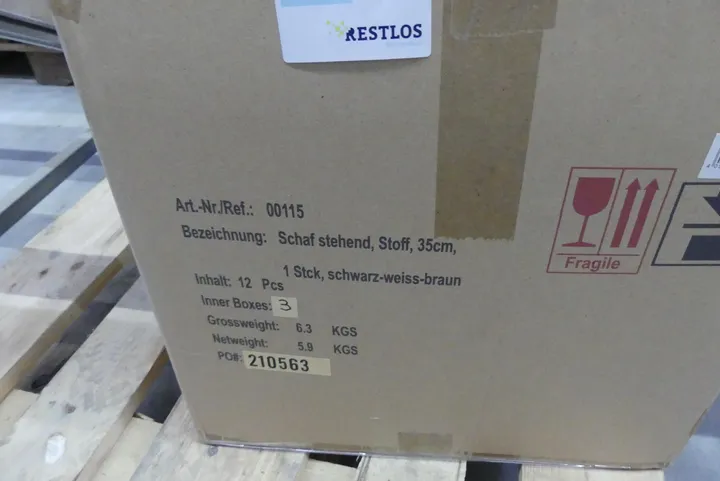 RESTLOS
Art.-Nr./Ref.: 00115
Bezeichnung: Schaf stehend, Stoff, 35cm,
1 Stck, schwarz-weiss-braun
Inhalt: 12 Pcs
Inner Boxes: 3
Grossweight: 6.3 KGS
Netweight: 5.9 KGS
PO#: 210563
Fragile